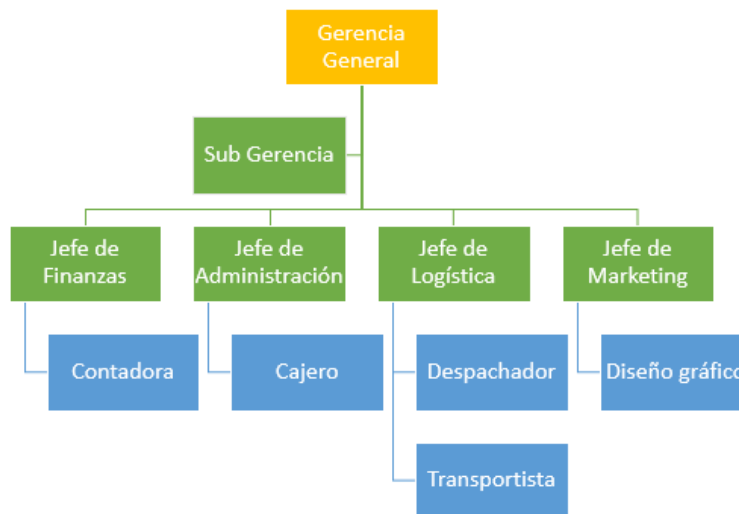 Gerencia
General
Sub Gerencia
Jefe de
Finanzas
Jefe de
Administración
Jefe de
Logística
Jefe de
Marketing
Contadora
Cajero
Despachador
Diseño gráfico
Transportista